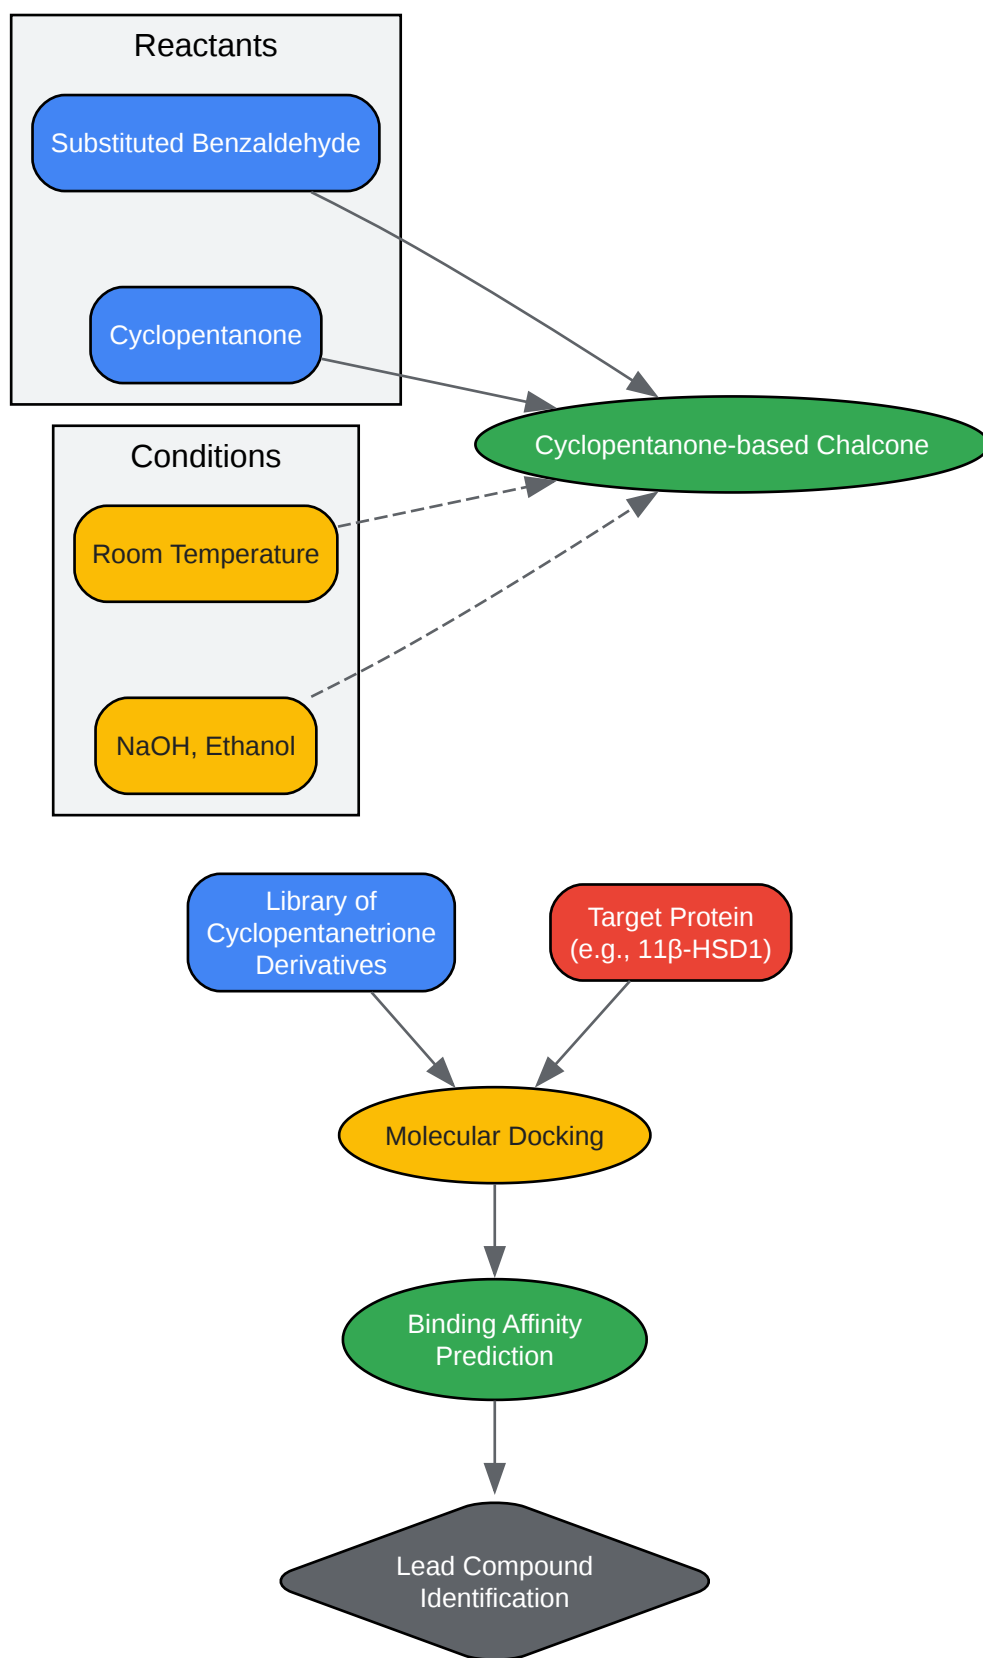 Reactants
Substituted Benzaldehyde
Cyclopentanone
Cyclopentanone-based Chalcone
Conditions
Room Temperature
NaOH, Ethanol
Library of
Cyclopentanetrione
Derivatives
Target Protein
(e.g., 11β-HSD1)
Molecular Docking
Binding Affinity
Prediction
Lead Compound
Identification